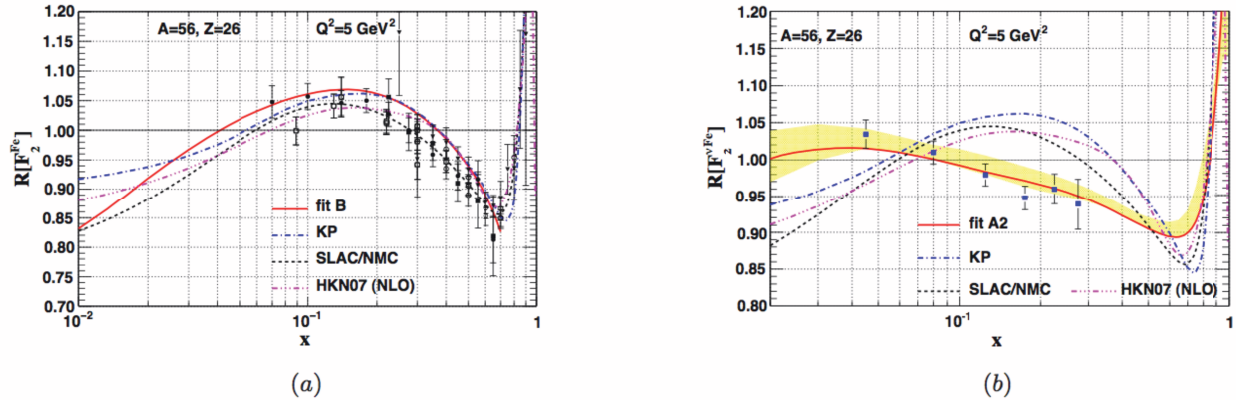 A=56, Z=26 Q²=5 GeV²
R[F₂^Fe]
1.20
1.15
1.10
1.05
1.00
0.95
0.90
0.85
0.80
0.75
0.70
fit B
KP
SLAC/NMC
HKN07 (NLO)
10⁻² 10⁻¹ 1
x
(a)
A=56, Z=26 Q²=5 GeV²
R[F₂^νFe]
1.20
1.15
1.10
1.05
1.00
0.95
0.90
0.85
0.80
fit A2
KP
SLAC/NMC HKN07 (NLO)
10⁻¹ 1
x
(b)